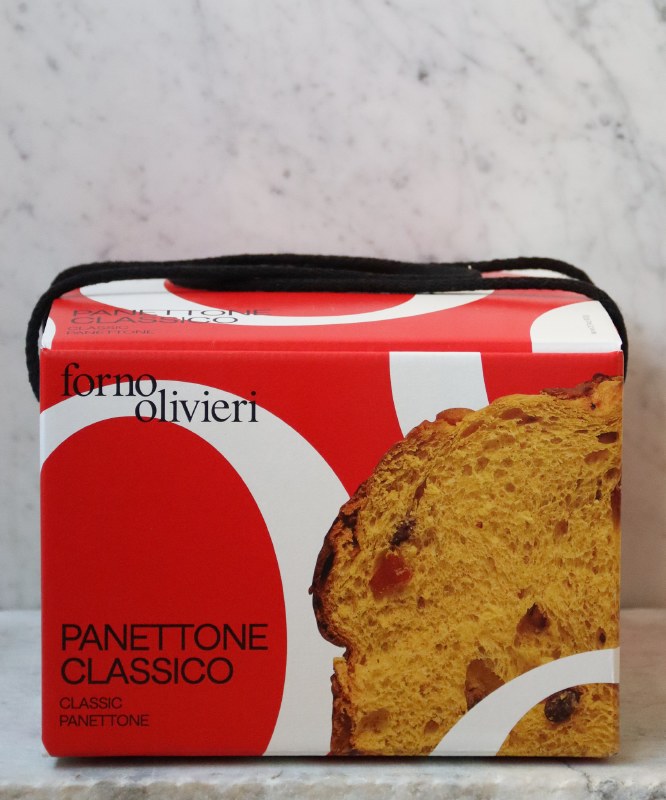 PANETTONE
CLASSICO
CLASSIC
PANETTONE
forno
olivieri
PANETTONE
CLASSICO
CLASSIC
PANETTONE